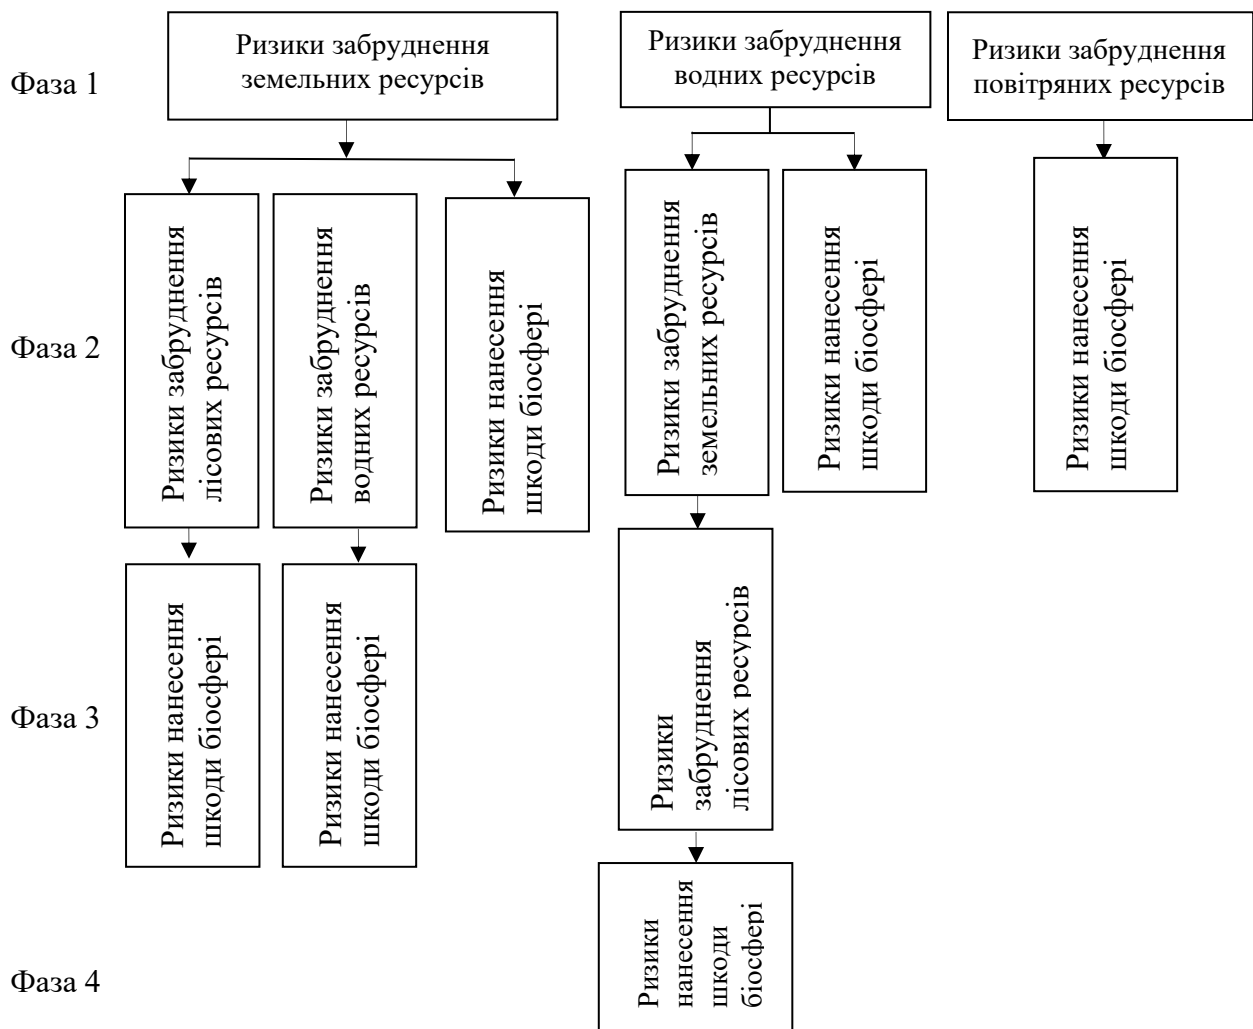 Фаза 1
Ризики забруднення
земельних ресурсів
Ризики забруднення
водних ресурсів
Ризики забруднення
повітряних ресурсів
Фаза 2
Ризики забруднення
лісових ресурсів
Ризики забруднення
водних ресурсів
Ризики нанесення
шкоди біосфері
Ризики забруднення
земельних ресурсів
Ризики нанесення
шкоди біосфері
Ризики нанесення
шкоди біосфері
Фаза 3
Ризики нанесення
шкоди біосфері
Ризики нанесення
шкоди біосфері
Ризики
забруднення
лісових ресурсів
Фаза 4
Ризики
нанесення
шкоди
біосфері